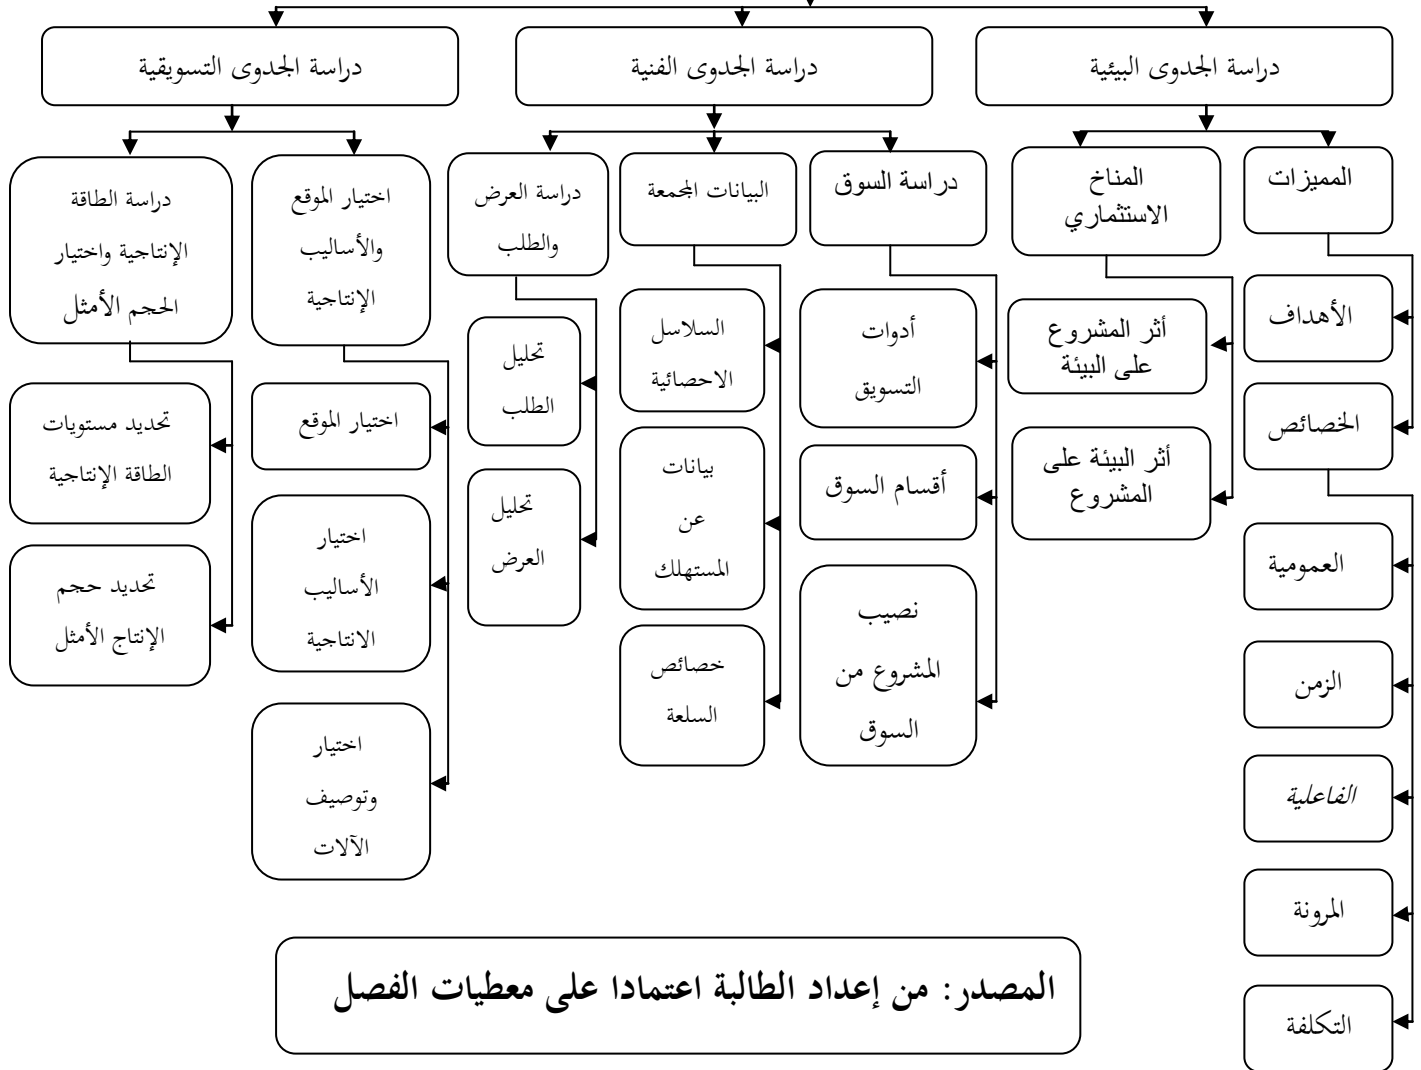 دراسة الجدوى البيئية
دراسة الجدوى الفنية
دراسة الجدوى التسويقية
المميزات
المناخ
الاستثماري
دراسة السوق
البيانات المجمعة
دراسة العرض
والطلب
اختيار الموقع
والأساليب
الإنتاجية
دراسة الطاقة
الإنتاجية واختيار
الحجم الأمثل
الأهداف
الخصائص
العمومية
الزمن
الفاعلية
المرونة
التكلفة
أثر المشروع
على البيئة
أثر البيئة على
المشروع
أدوات
التسويق
أقسام السوق
نصيب
المشروع من
السوق
السلاسل
الاحصائية
بيانات
عن
المستهلك
خصائص
السلعة
تحليل
الطلب
تحليل
العرض
اختيار الموقع
اختيار
الأساليب
الانتاجية
اختيار
وتوصيف
الآلات
تحديد مستويات
الطاقة الإنتاجية
تحديد حجم
الإنتاج الأمثل
المصدر: من إعداد الطالبة اعتمادا على معطيات الفصل